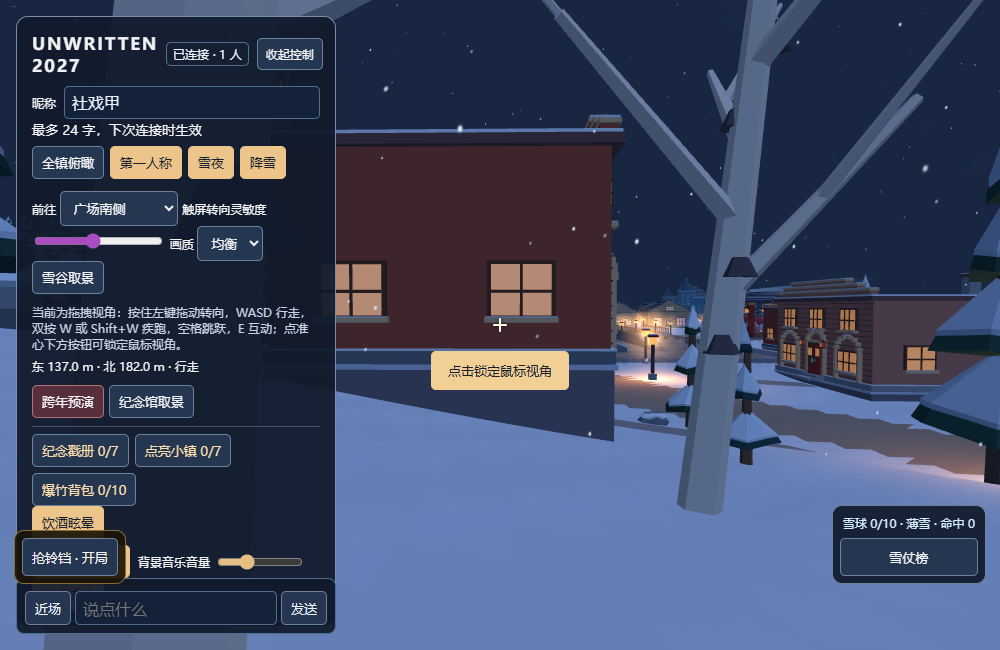 UNWRITTEN
2027
已连接 · 1 人
收起控制
昵称
社戏甲
最多 24 字，下次连接时生效
全镇俯瞰
第一人称
雪夜
降雪
前往
广场南侧
触屏转向灵敏度
画质
均衡
雪谷取景
当前为拖拽视角：按住左键拖动转向，WASD 行走，
双按 W 或 Shift+W 疾跑，空格跳跃，E 互动；点准
心下方按钮可锁定鼠标视角。
东 137.0 m · 北 182.0 m · 行走
跨年预演
纪念馆取景
纪念戳册 0/7
点亮小镇 0/7
爆竹背包 0/10
饮酒眩晕
抢铃铛 · 开局
背景音乐音量
近场
说点什么
发送
点击锁定鼠标视角
雪球 0/10 · 薄雪 · 命中 0
雪仗榜